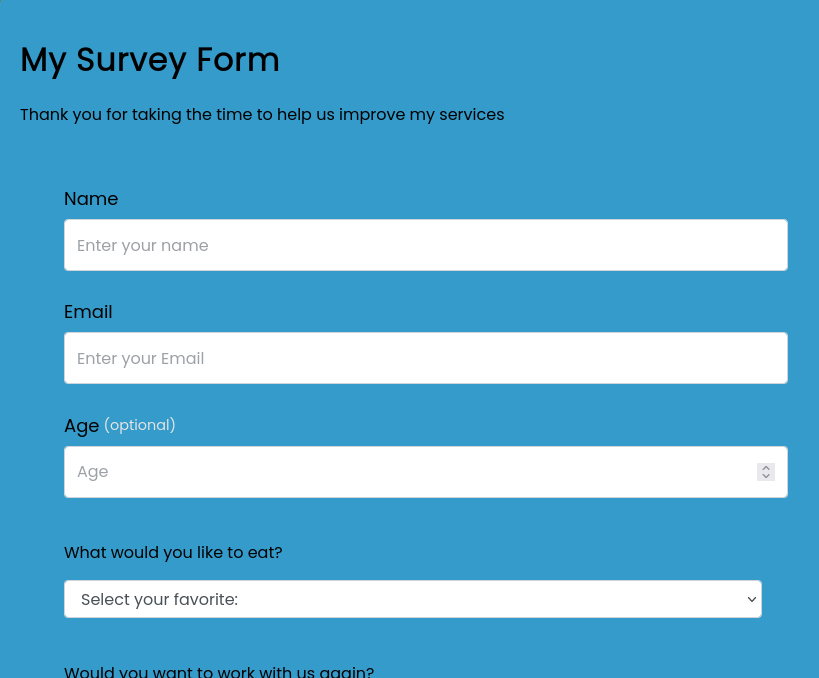 My Survey Form
Thank you for taking the time to help us improve my services
Name
Enter your name
Email
Enter your Email
Age (optional)
Age
What would you like to eat?
Select your favorite:
Would you want to work with us again?